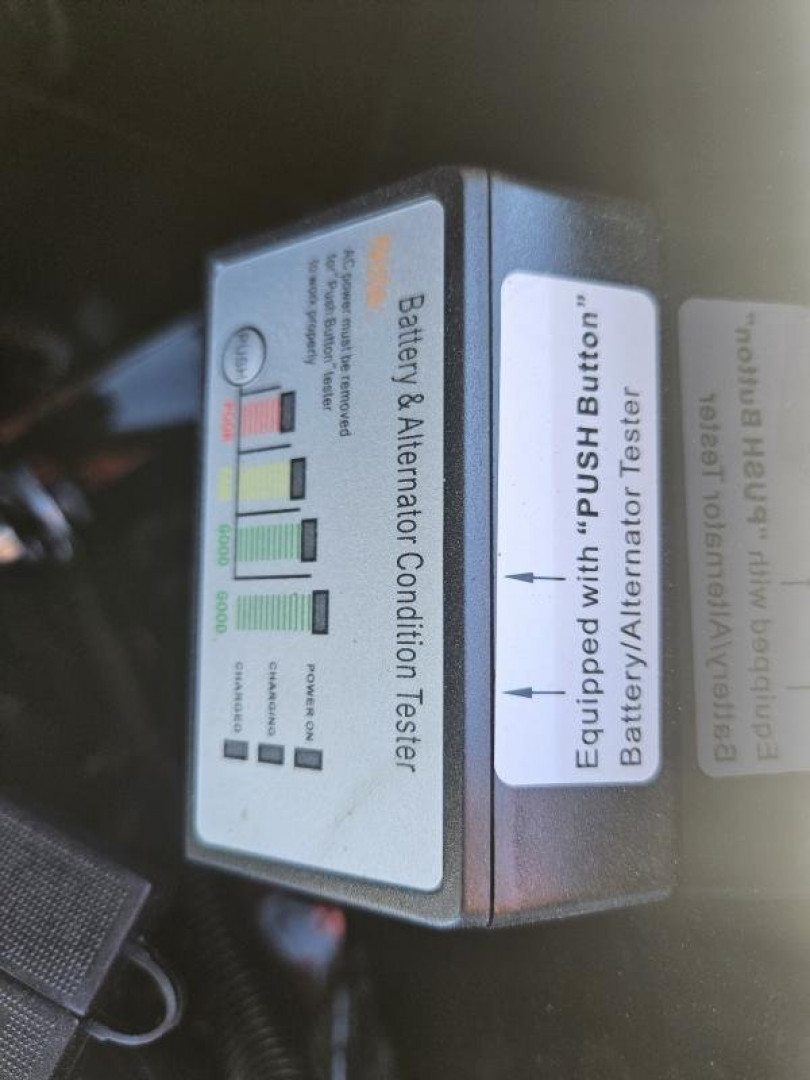 Battery & Alternator Condition Tester
Note:
AC power must be removed
for "Push Button" tester
to work properly
PUSH
POOR
GOOD
GOOD
POWER ON
CHARGING
CHARGED
Equipped with "PUSH Button"
Battery/Alternator Tester
Equipped with "PUSH Button"
Battery/Alternator Tester